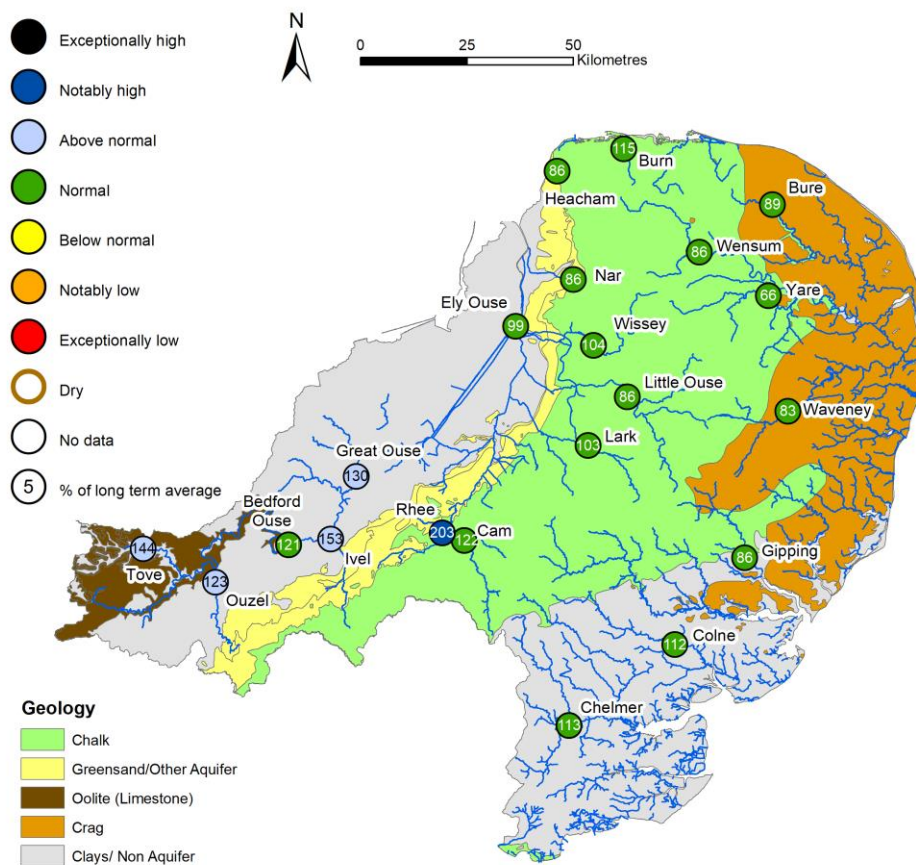 Exceptionally high
Notably high
Above normal
Normal
Below normal
Notably low
Exceptionally low
Dry
No data
5 % of long term average
N
0 25 50
Kilometres
115
Burn
86
Heacham
89
Bure
86
Wensum
86
Nar
66
Yare
99
Ely Ouse
104
Wissey
86
Little Ouse
83
Waveney
103
Lark
130
Great Ouse
Bedford
Ouse
121
153
Ivel
Rhee
203
122
Cam
144
Tove
123
Ouzel
86
Gipping
112
Colne
113
Chelmer
Geology
Chalk
Greensand/Other Aquifer
Oolite (Limestone)
Crag
Clays/ Non Aquifer